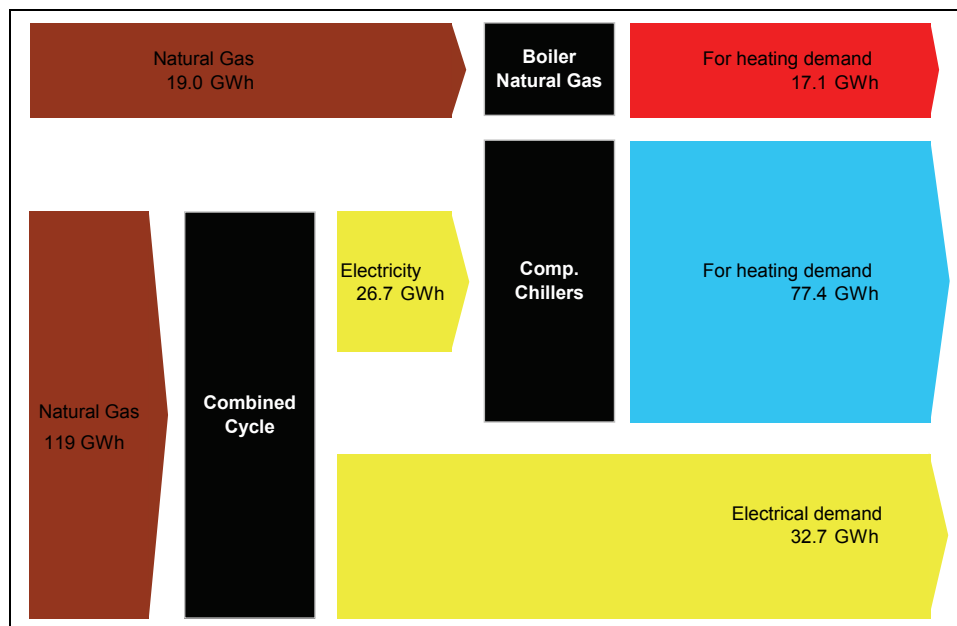 Natural Gas
19.0 GWh
Boiler
Natural Gas
For heating demand
17.1 GWh
Electricity
26.7 GWh
Comp.
Chillers
For heating demand
77.4 GWh
Natural Gas
119 GWh
Combined
Cycle
Electrical demand
32.7 GWh